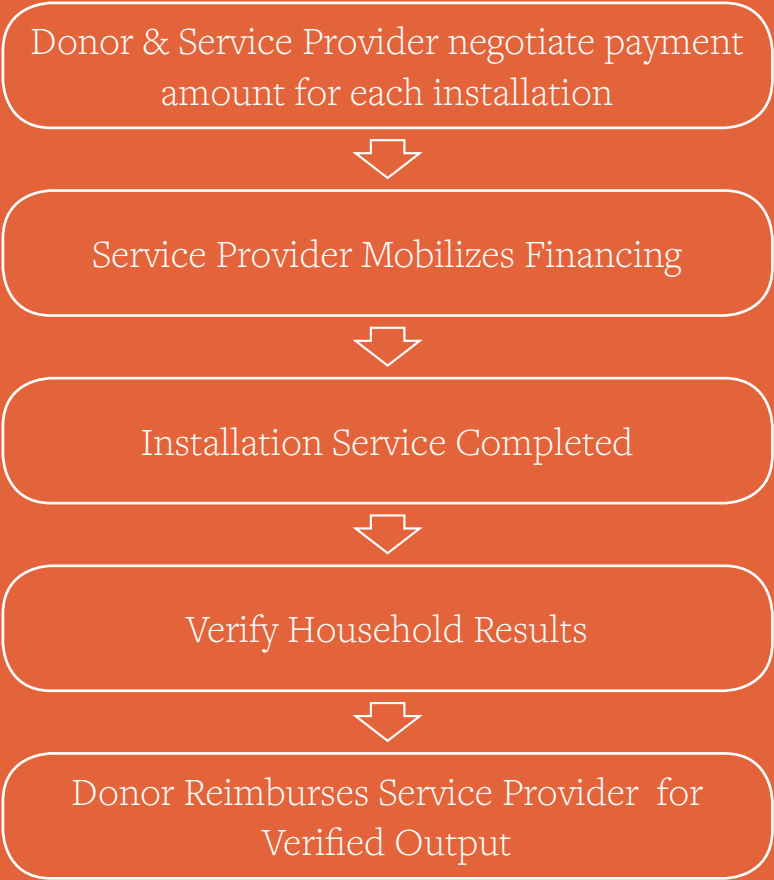 Donor & Service Provider negotiate payment
amount for each installation
Service Provider Mobilizes Financing
Installation Service Completed
Verify Household Results
Donor Reimburses Service Provider  for
Verified Output